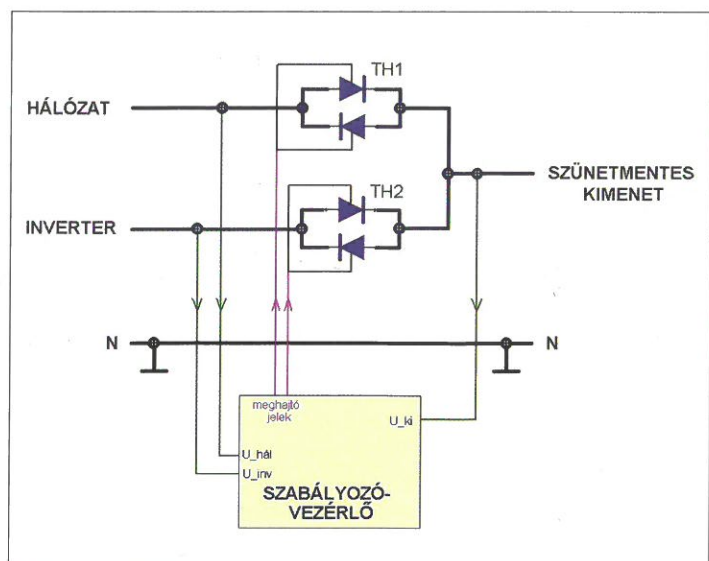 TH1
HÁLÓZAT
SZÜNETMENTES
KIMENET
TH2
INVERTER
N
N
meghajtó
jelek
U_ki
U_hál
U_inv
SZABÁLYOZÓ-
VEZÉRLŐ